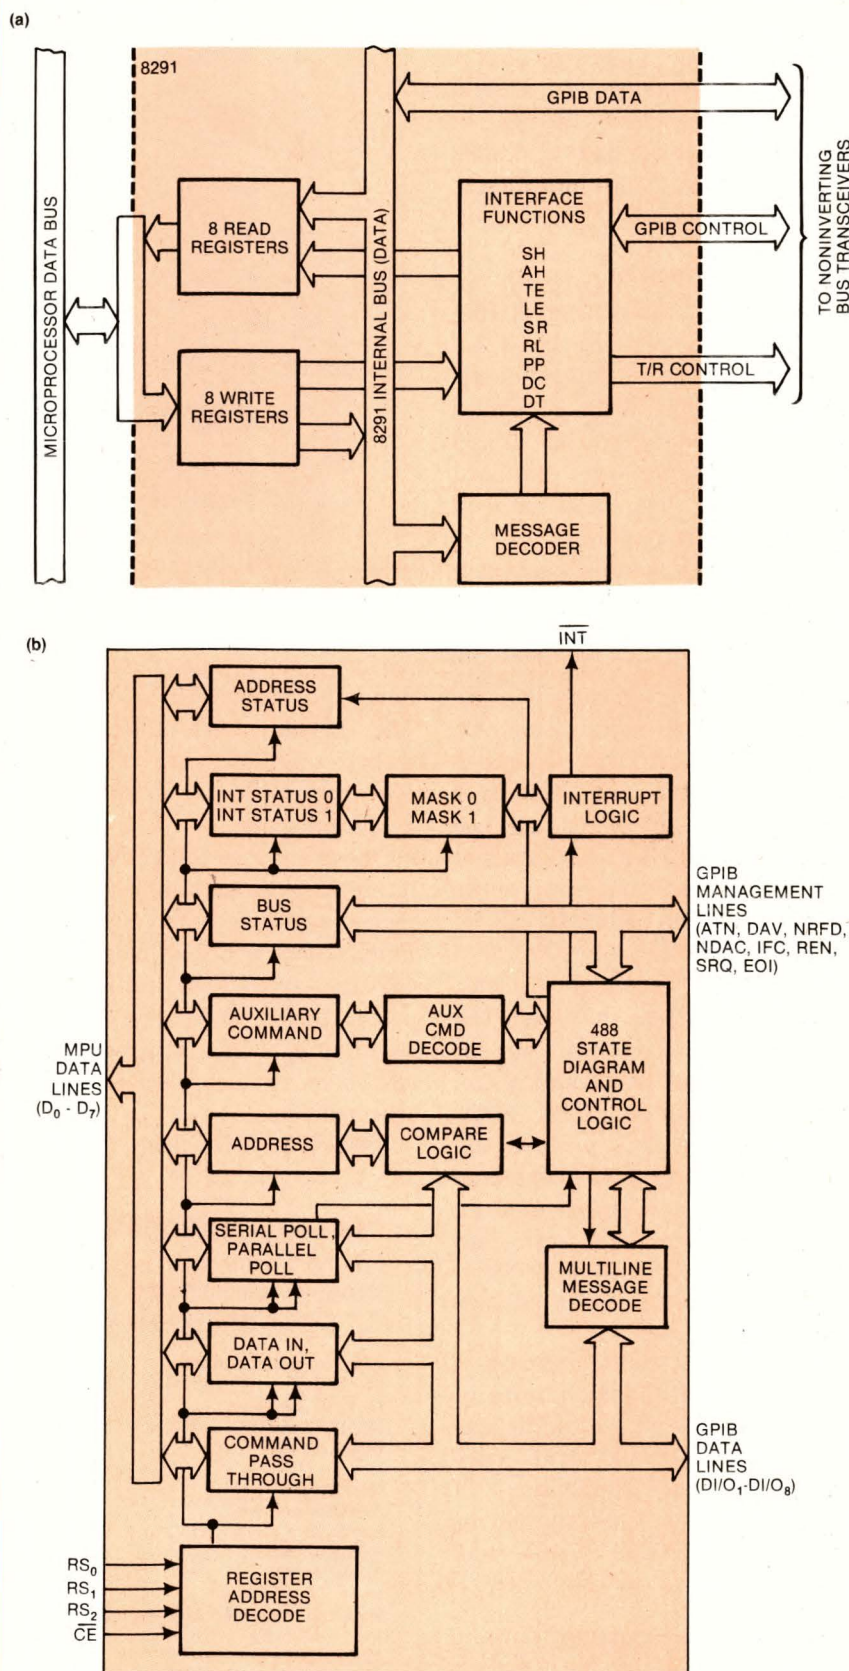 (a)
8291
MICROPROCESSOR DATA BUS
8 READ
REGISTERS
8 WRITE
REGISTERS
8291 INTERNAL BUS (DATA)
GPIB DATA
INTERFACE
FUNCTIONS
SH
AH
TE
LE
SR
RL
PP
DC
DT
GPIB CONTROL
T/R CONTROL
TO NONINVERTING
BUS TRANSCEIVERS
MESSAGE
DECODER
(b)
INT
ADDRESS
STATUS
INT STATUS 0
INT STATUS 1
MASK 0
MASK 1
INTERRUPT
LOGIC
BUS
STATUS
GPIB
MANAGEMENT
LINES
(ATN, DAV, NRFD,
NDAC, IFC, REN,
SRQ, EOI)
AUXILIARY
COMMAND
AUX
CMD
DECODE
488
STATE
DIAGRAM
AND
CONTROL
LOGIC
MPU
DATA
LINES
(D0 - D7)
ADDRESS
COMPARE
LOGIC
SERIAL POLL,
PARALLEL
POLL
MULTILINE
MESSAGE
DECODE
DATA IN,
DATA OUT
COMMAND
PASS
THROUGH
GPIB
DATA
LINES
(DI/O1-DI/O8)
RS0
RS1
RS2
CE
REGISTER
ADDRESS
DECODE